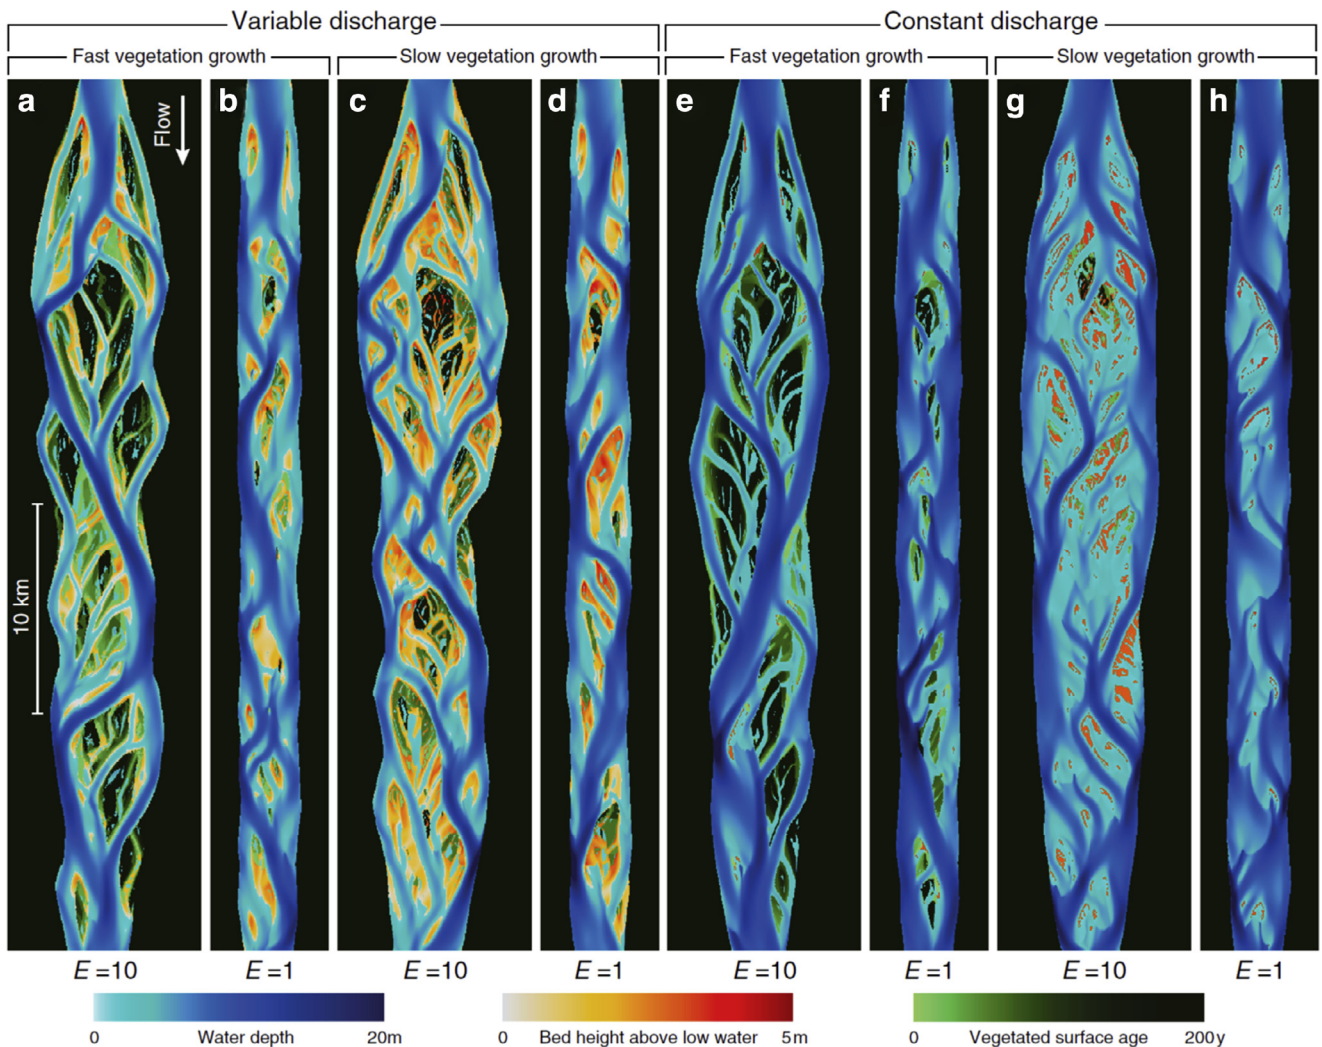 Variable discharge Constant discharge
Fast vegetation growth Slow vegetation growth Fast vegetation growth Slow vegetation growth
a b c d e f g h
Flow
10 km
E =10 E =1 E =10 E =1 E =10 E =1 E =10 E =1
0 Water depth 20m 0 Bed height above low water 5m 0 Vegetated surface age 200y